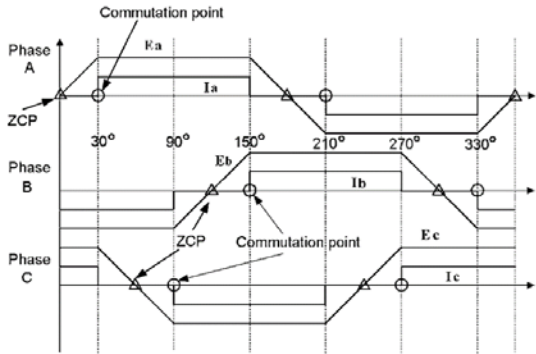 Commutation point
Phase A
Ea
Ia
ZCP
30° 90° 150° 210° 270° 330°
Phase B
Eb
Ib
ZCP
Commutation point
Phase C
Ec
Ic